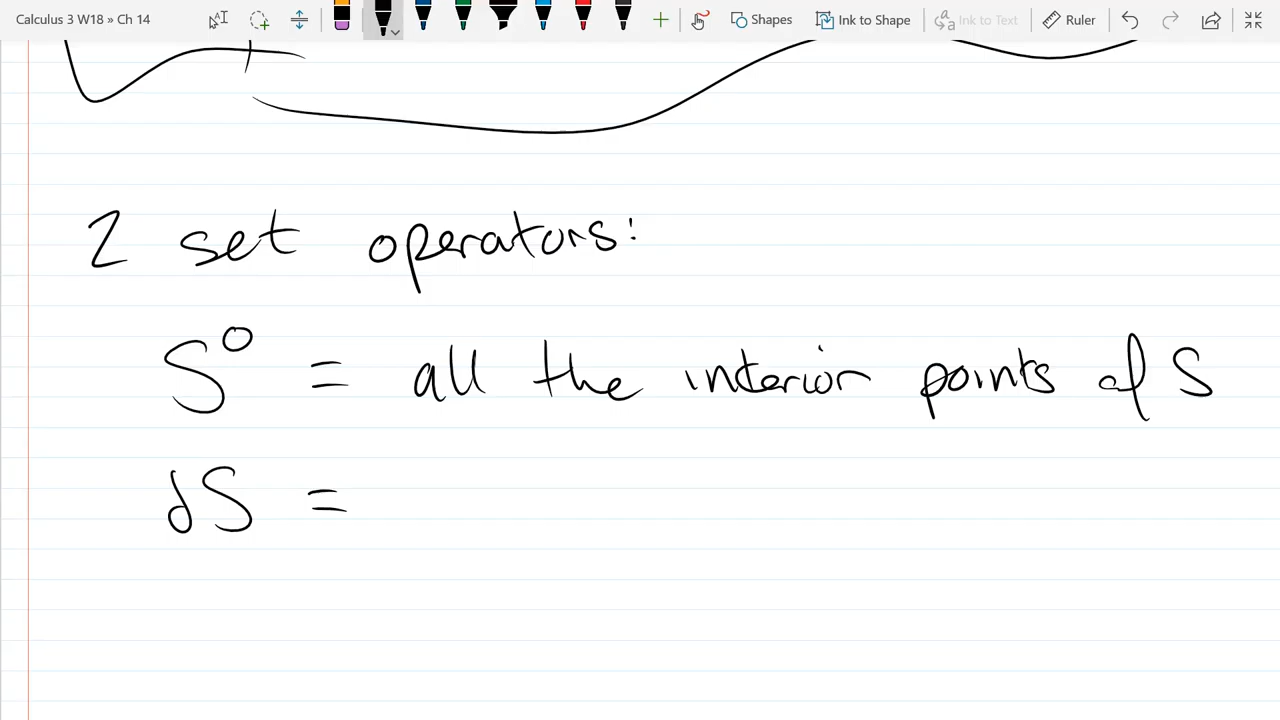 Calculus 3 W18 » Ch 14 Shapes Ink to Shape Ink to Text Ruler
2 set operators:
S° = all the interior points of S
∂S =